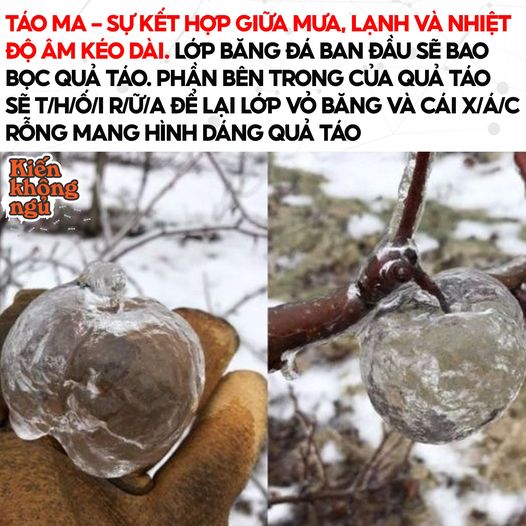 TÁO MA – SỰ KẾT HỢP GIỮA MƯA, LẠNH VÀ NHIỆT
ĐỘ ÂM KÉO DÀI. LỚP BĂNG ĐÁ BAN ĐẦU SẼ BAO
BỌC QUẢ TÁO. PHẦN BÊN TRONG CỦA QUẢ TÁO
SẼ T/H/Ố/I R/Ữ/A ĐỂ LẠI LỚP VỎ BĂNG VÀ CÁI X/Á/C
RỖNG MANG HÌNH DÁNG QUẢ TÁO
Kiến
không
ngủ